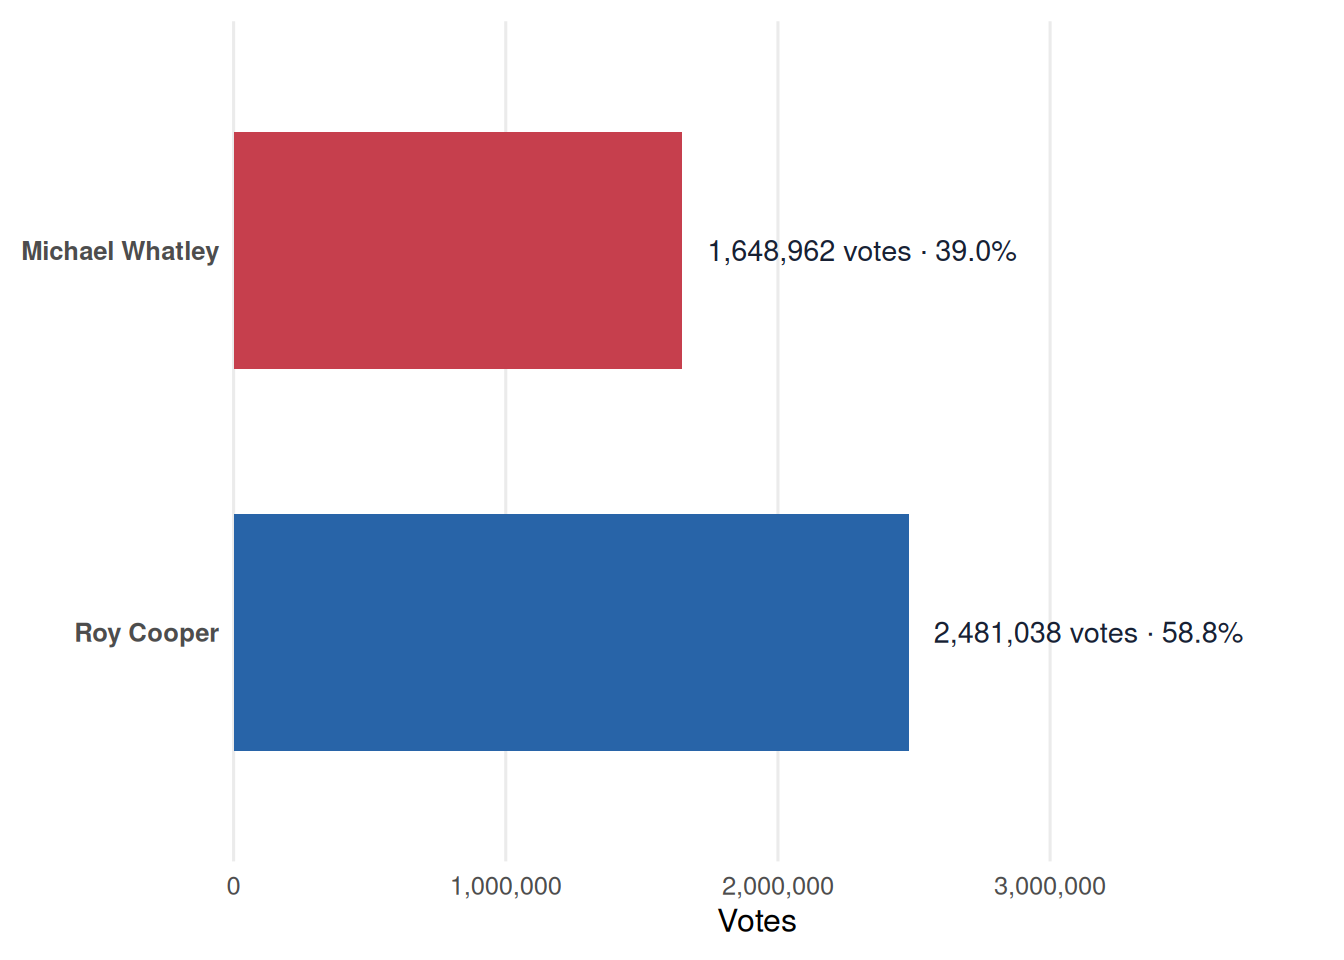 Michael Whatley
1,648,962 votes · 39.0%
Roy Cooper
2,481,038 votes · 58.8%
0
1,000,000
2,000,000
3,000,000
Votes